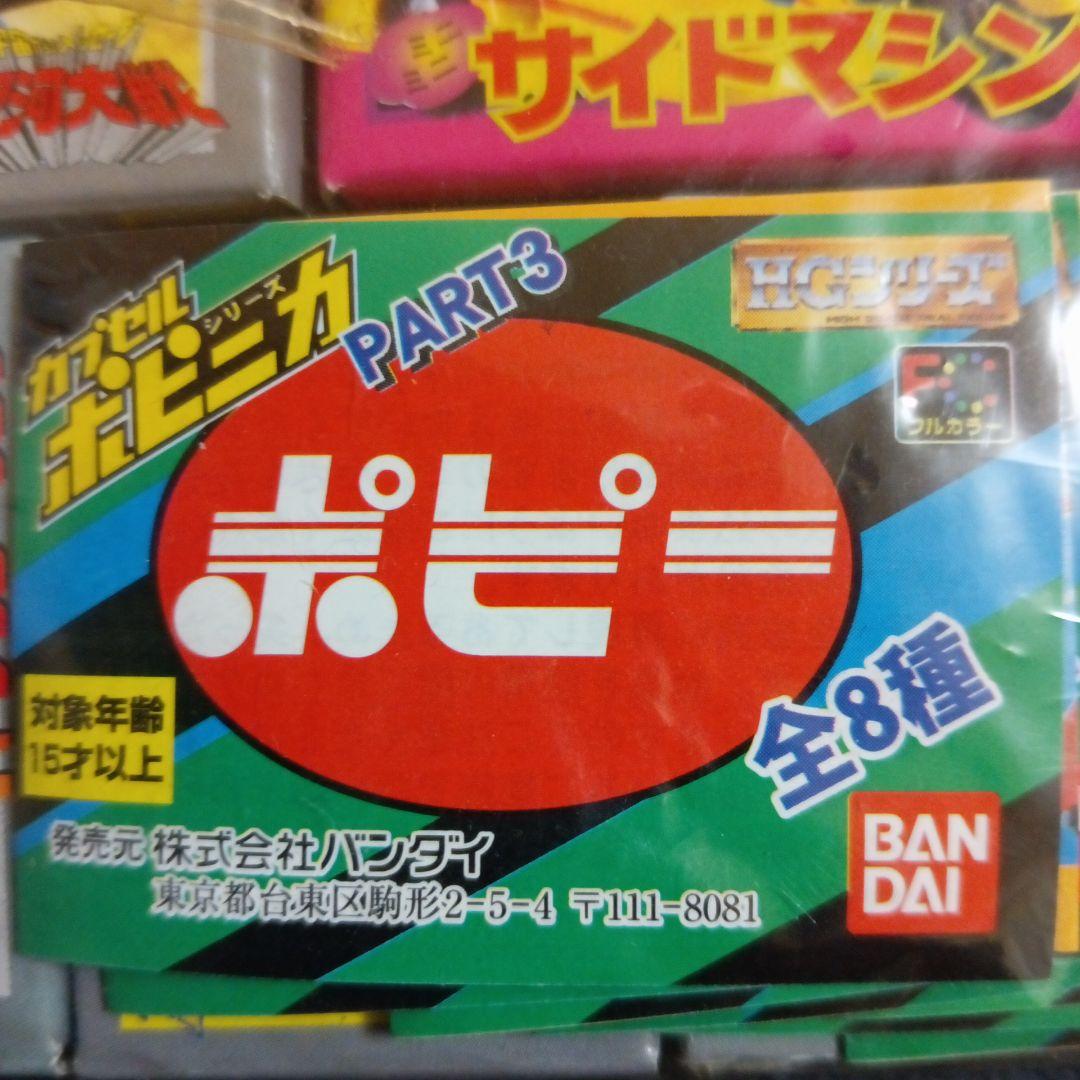 河大戦
サイドマシン
カプセル
ポピニカ
シリーズ
PART3
HGシリーズ
フルカラー
ポピー
全8種
対象年齢
15才以上
発売元 株式会社バンダイ
東京都台東区駒形2-5-4 〒111-8081
BAN
DAI